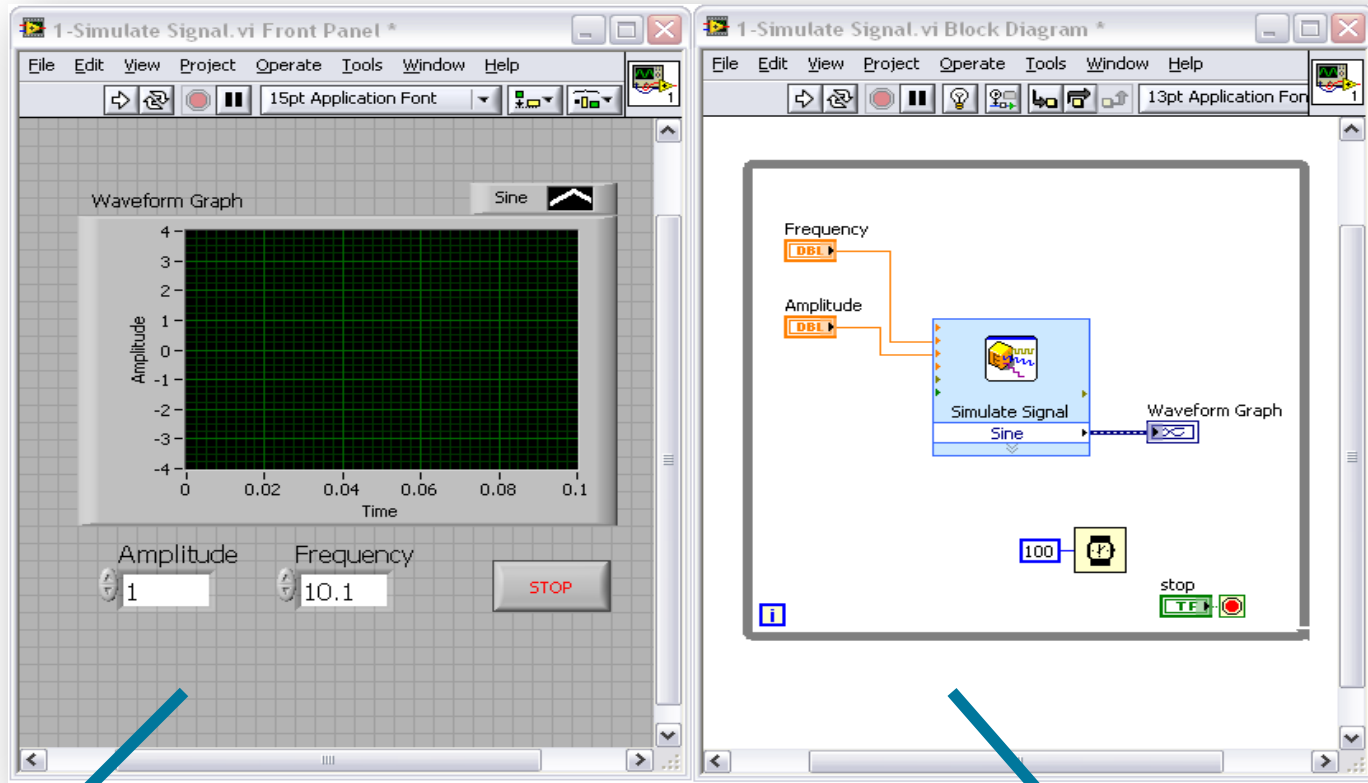 1-Simulate Signal.vi Front Panel *
File Edit View Project Operate Tools Window Help
15pt Application Font
1
Waveform Graph
Sine
4
3
2
1
0
-1
-2
-3
-4
Amplitude
0 0.02 0.04 0.06 0.08 0.1
Time
Amplitude Frequency
1 10.1
STOP
1-Simulate Signal.vi Block Diagram *
File Edit View Project Operate Tools Window Help
13pt Application Fon
1
Frequency
DBL
Amplitude
DBL
Simulate Signal
Sine
Waveform Graph
100
stop
TF
i